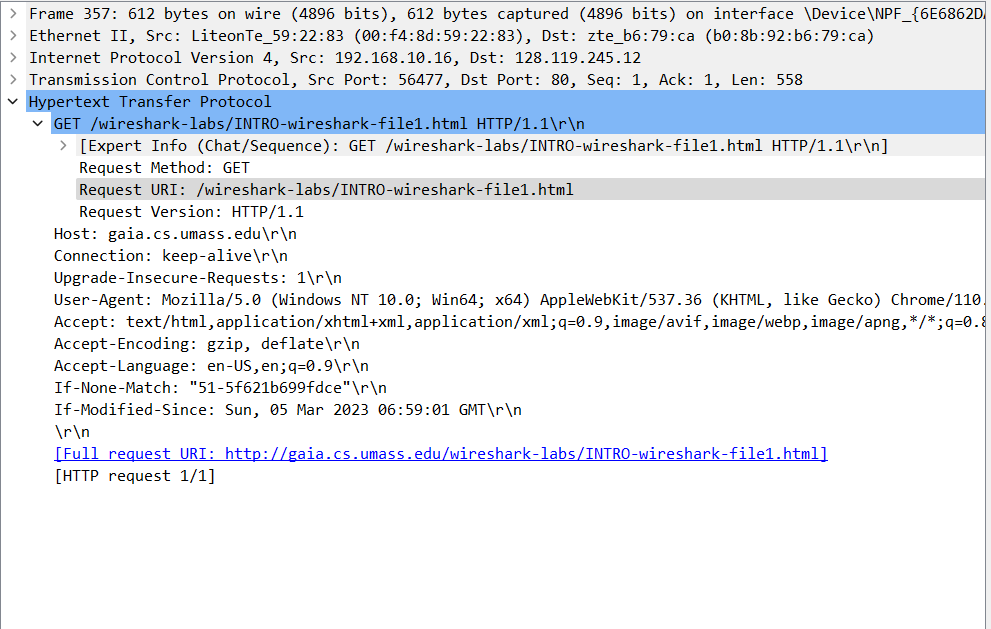 Frame 357: 612 bytes on wire (4896 bits), 612 bytes captured (4896 bits) on interface \Device\NPF_{6E6862DA
Ethernet II, Src: LiteonTe_59:22:83 (00:f4:8d:59:22:83), Dst: zte_b6:79:ca (b0:8b:92:b6:79:ca)
Internet Protocol Version 4, Src: 192.168.10.16, Dst: 128.119.245.12
Transmission Control Protocol, Src Port: 56477, Dst Port: 80, Seq: 1, Ack: 1, Len: 558
Hypertext Transfer Protocol
GET /wireshark-labs/INTRO-wireshark-file1.html HTTP/1.1\r\n
[Expert Info (Chat/Sequence): GET /wireshark-labs/INTRO-wireshark-file1.html HTTP/1.1\r\n]
Request Method: GET
Request URI: /wireshark-labs/INTRO-wireshark-file1.html
Request Version: HTTP/1.1
Host: gaia.cs.umass.edu\r\n
Connection: keep-alive\r\n
Upgrade-Insecure-Requests: 1\r\n
User-Agent: Mozilla/5.0 (Windows NT 10.0; Win64; x64) AppleWebKit/537.36 (KHTML, like Gecko) Chrome/110.
Accept: text/html,application/xhtml+xml,application/xml;q=0.9,image/avif,image/webp,image/apng,*/*;q=0.8
Accept-Encoding: gzip, deflate\r\n
Accept-Language: en-US,en;q=0.9\r\n
If-None-Match: "51-5f621b699fdce"\r\n
If-Modified-Since: Sun, 05 Mar 2023 06:59:01 GMT\r\n
\r\n
[Full request URI: http://gaia.cs.umass.edu/wireshark-labs/INTRO-wireshark-file1.html]
[HTTP request 1/1]